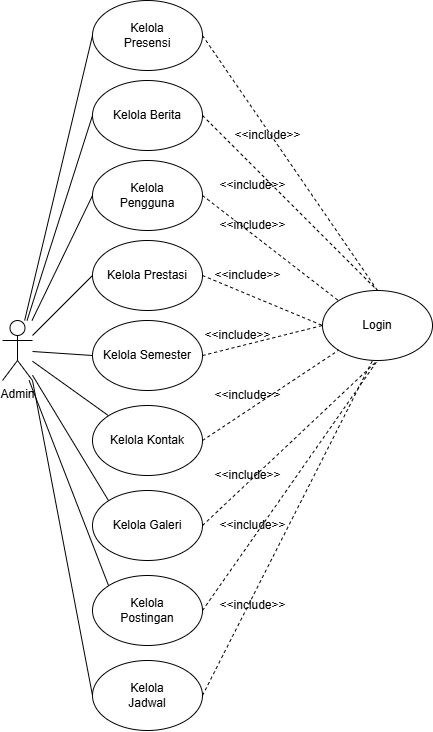 Kelola
Presensi
Kelola Berita
<<include>>
Kelola
Pengguna
<<include>>
<<include>>
Kelola Prestasi
<<include>>
Login
Kelola Semester
<<include>>
Admin
Kelola Kontak
<<include>>
<<include>>
Kelola Galeri
<<include>>
Kelola
Postingan
<<include>>
Kelola
Jadwal